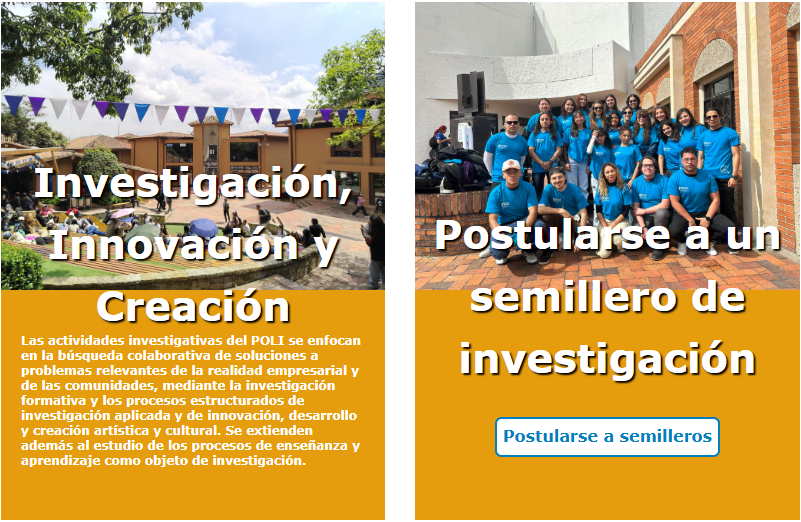 Investigación,
Innovación y
Creación
Las actividades investigativas del POLI se enfocan
en la búsqueda colaborativa de soluciones a
problemas relevantes de la realidad empresarial y
de las comunidades, mediante la investigación
formativa y los procesos estructurados de
investigación aplicada y de innovación, desarrollo
y creación artística y cultural. Se extienden
además al estudio de los procesos de enseñanza y
aprendizaje como objeto de investigación.
Postularse a un
semillero de
investigación
Postularse a semilleros